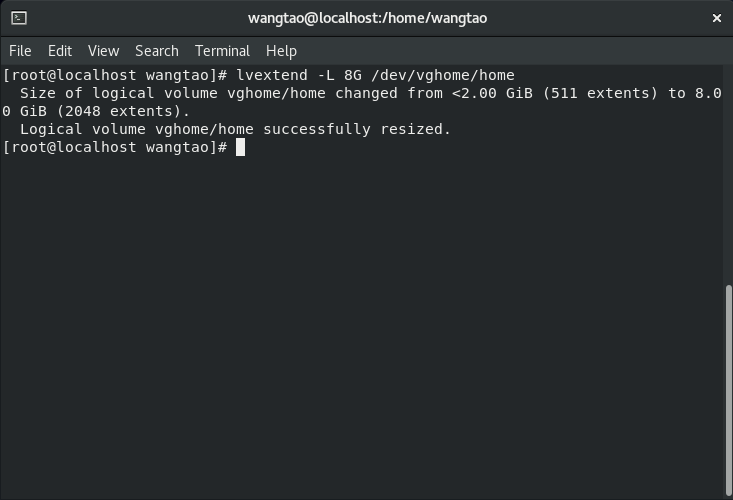 wangtao@localhost:/home/wangtao
File Edit View Search Terminal Help
[root@localhost wangtao]# lvextend -L 8G /dev/vghome/home
  Size of logical volume vghome/home changed from <2.00 GiB (511 extents) to 8.0
0 GiB (2048 extents).
  Logical volume vghome/home successfully resized.
[root@localhost wangtao]#